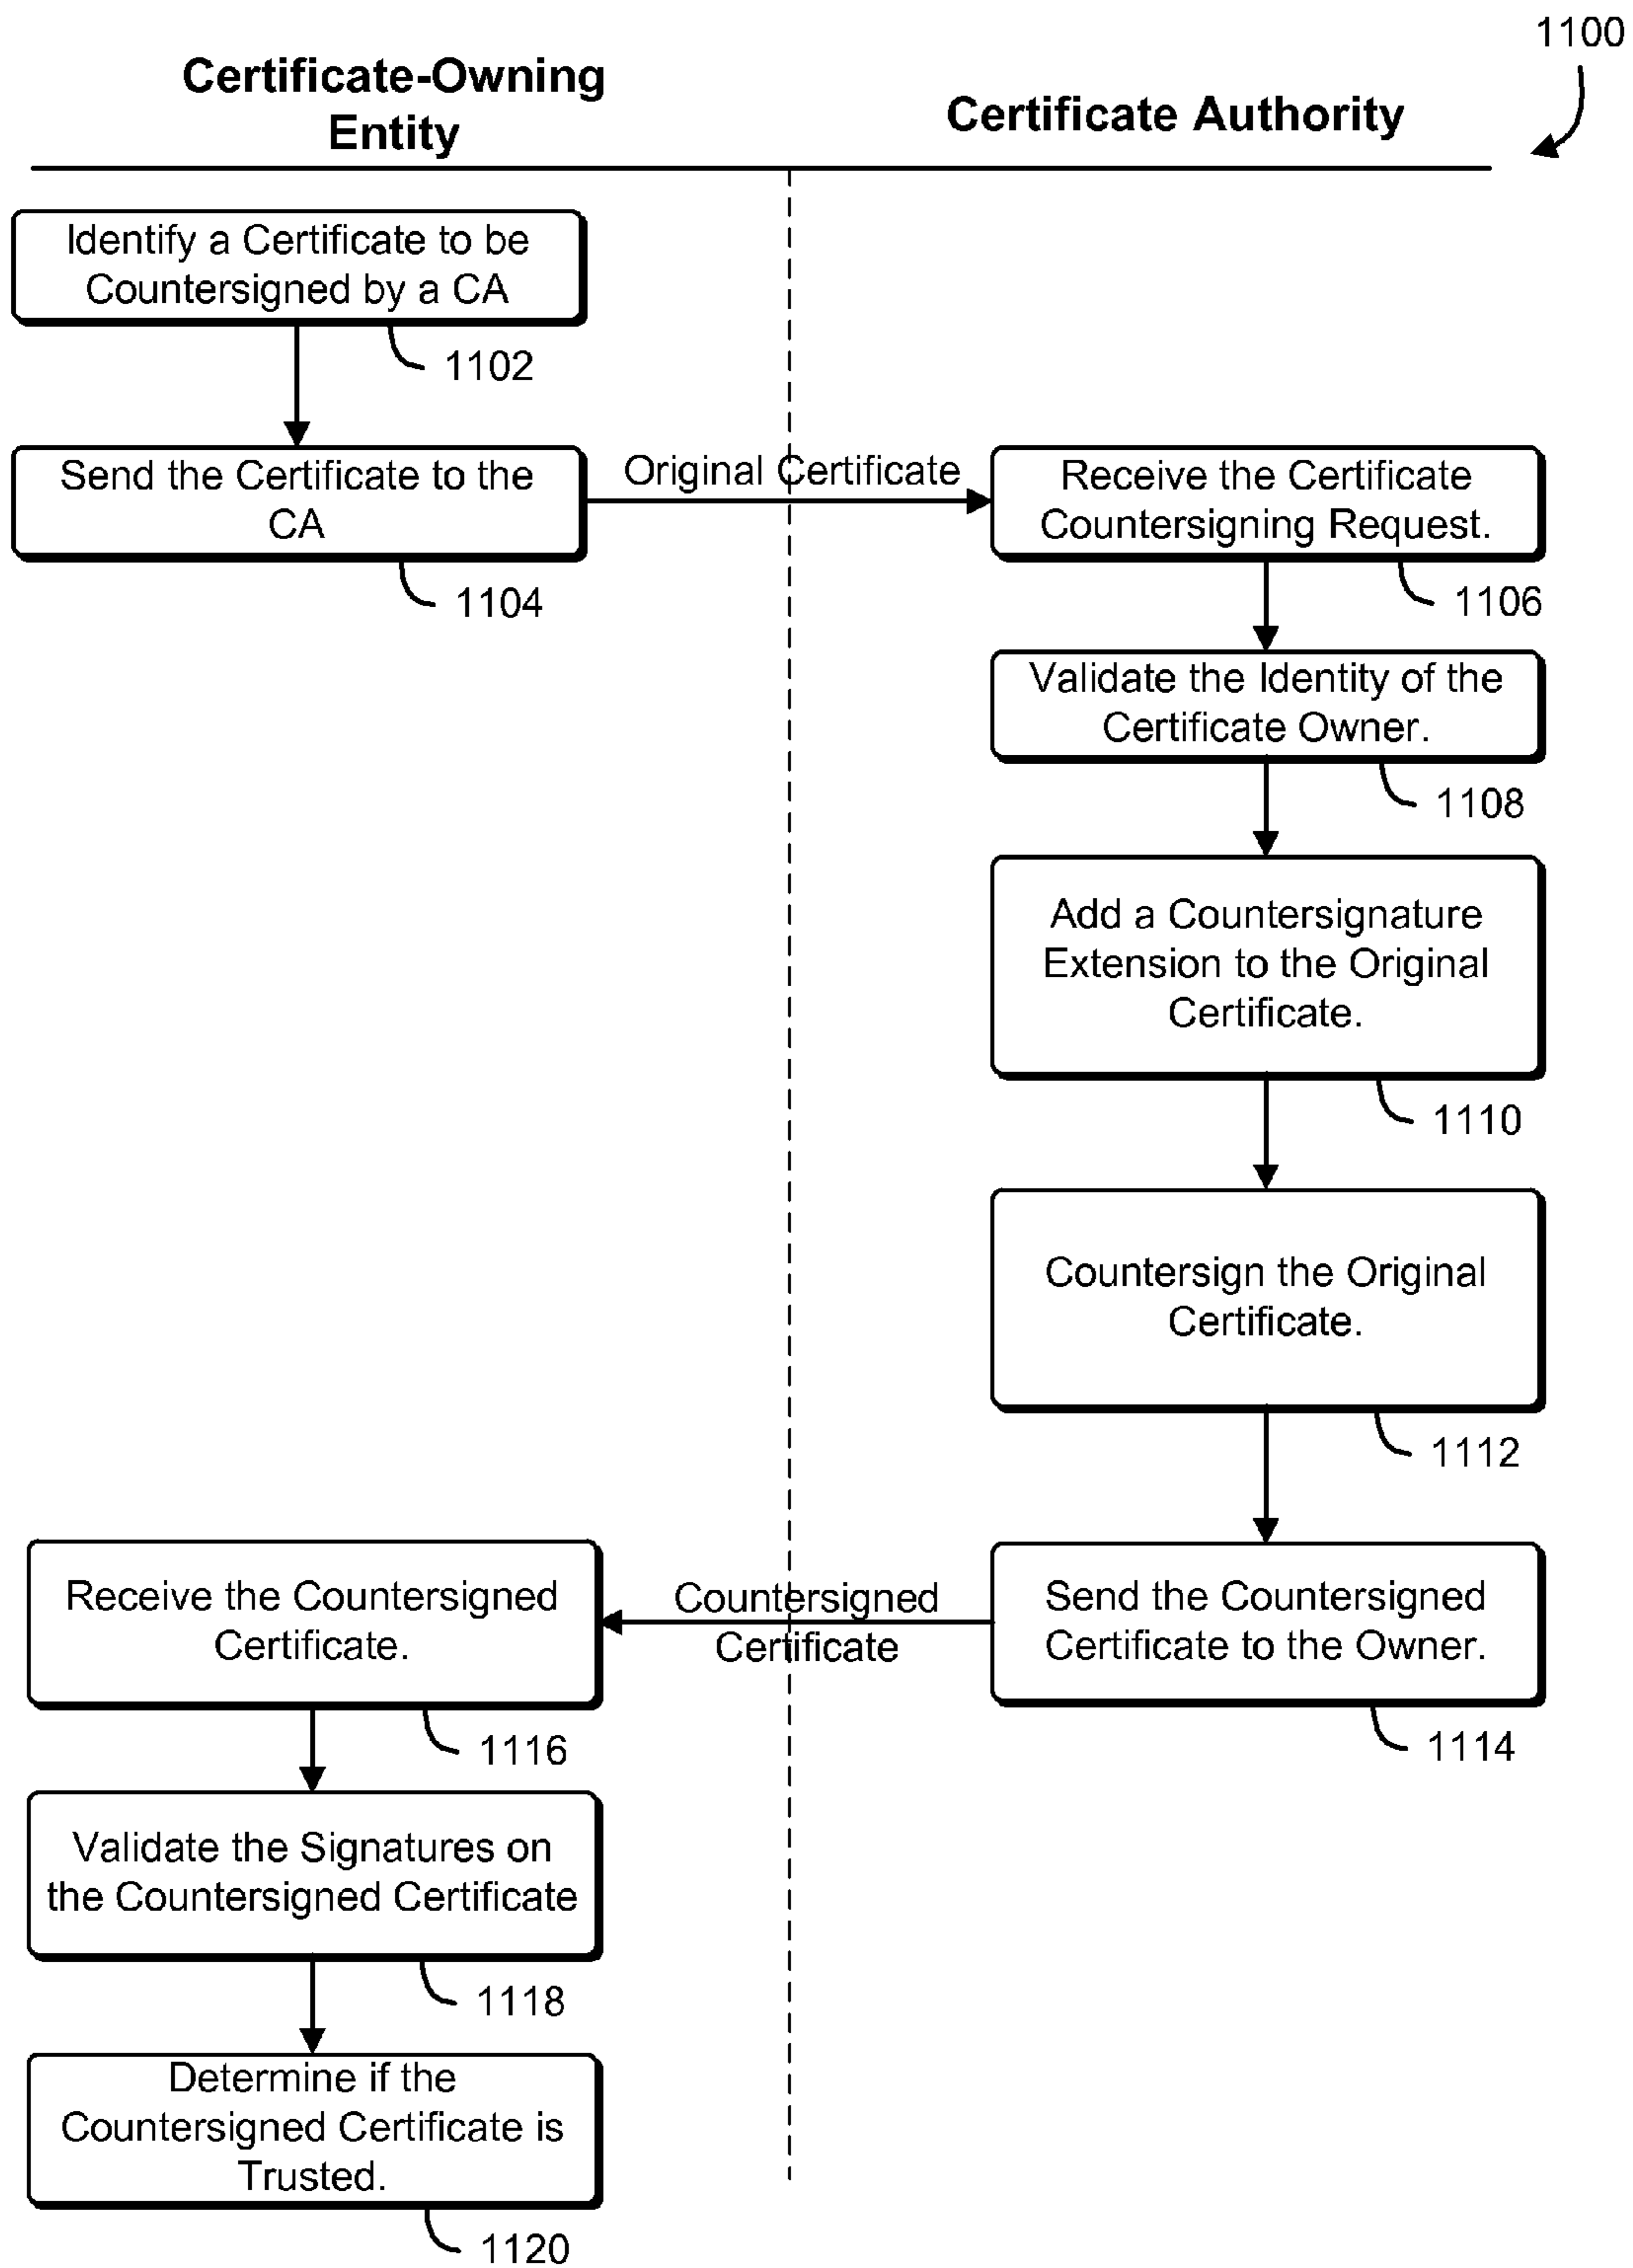 1100
Certificate-Owning
Entity
Certificate Authority
Identify a Certificate to be
Countersigned by a CA
1102
Send the Certificate to the
CA
1104
Original Certificate
Receive the Certificate
Countersigning Request.
1106
Validate the Identity of the
Certificate Owner.
1108
Add a Countersignature
Extension to the Original
Certificate.
1110
Countersign the Original
Certificate.
1112
Send the Countersigned
Certificate to the Owner.
1114
Countersigned
Certificate
Receive the Countersigned
Certificate.
1116
Validate the Signatures on
the Countersigned Certificate
1118
Determine if the
Countersigned Certificate is
Trusted.
1120